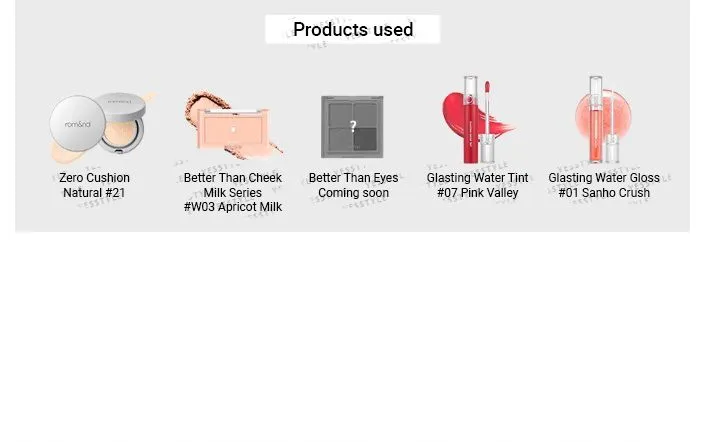 Products used
rom&nd
?
Zero Cushion
Natural #21
Better Than Cheek
Milk Series
#W03 Apricot Milk
Better Than Eyes
Coming soon
Glasting Water Tint
#07 Pink Valley
Glasting Water Gloss
#01 Sanho Crush
YESSTYLE